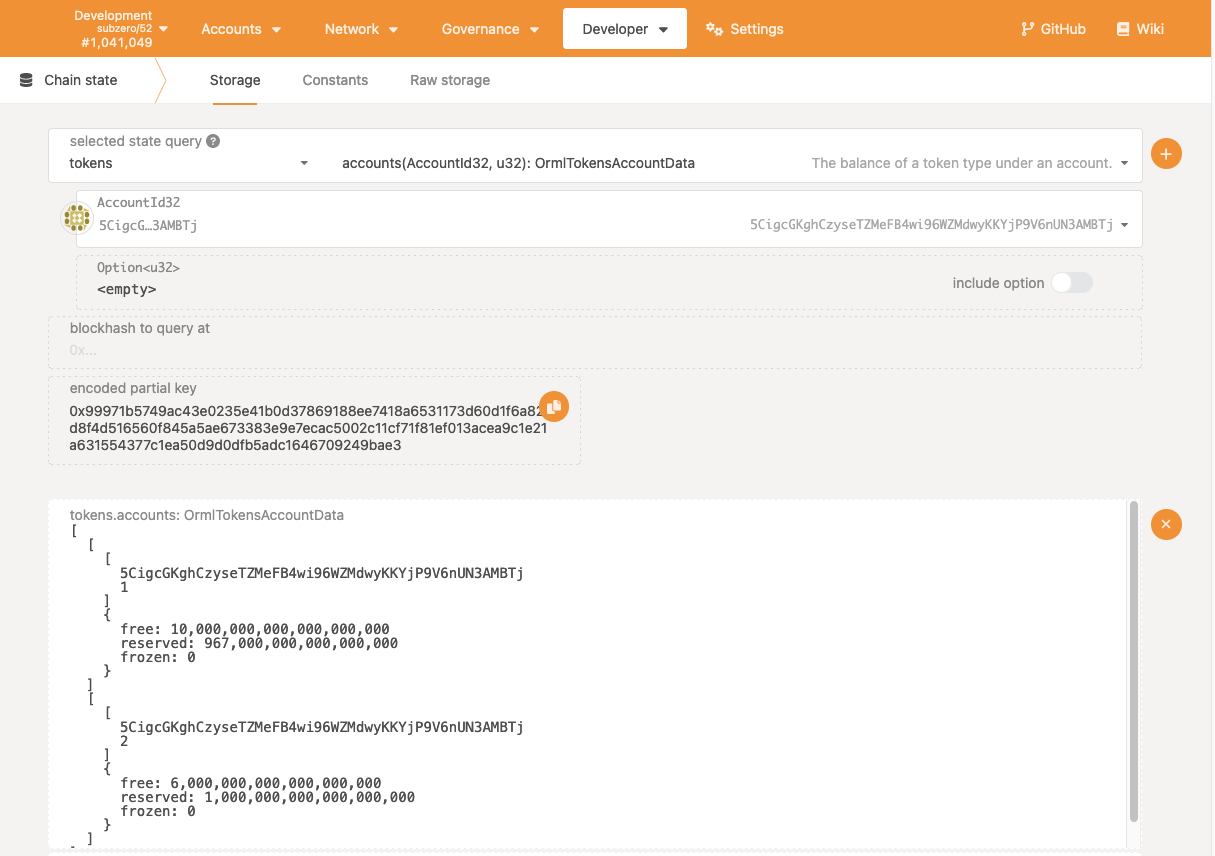 Development
subzero/52
#1,041,049
Accounts
Network
Governance
Developer
Settings
GitHub
Wiki
Chain state
Storage
Constants
Raw storage
selected state query ?
tokens
accounts(AccountId32, u32): OrmlTokensAccountData
The balance of a token type under an account.
AccountId32
5CigcG…3AMBTj
5CigcGKghCzyseTZMeFB4wi96WZMdwyKKYjP9V6nUN3AMBTj
Option<u32>
<empty>
include option
blockhash to query at
0x...
encoded partial key
0x99971b5749ac43e0235e41b0d37869188ee7418a6531173d60d1f6a82
d8f4d516560f845a5ae673383e9e7ecac5002c11cf71f81ef013acea9c1e21
a631554377c1ea50d9d0dfb5adc1646709249bae3
tokens.accounts: OrmlTokensAccountData
[
[
[
5CigcGKghCzyseTZMeFB4wi96WZMdwyKKYjP9V6nUN3AMBTj
1
]
{
free: 10,000,000,000,000,000,000
reserved: 967,000,000,000,000,000
frozen: 0
}
]
[
[
5CigcGKghCzyseTZMeFB4wi96WZMdwyKKYjP9V6nUN3AMBTj
2
]
{
free: 6,000,000,000,000,000,000
reserved: 1,000,000,000,000,000,000
frozen: 0
}
]